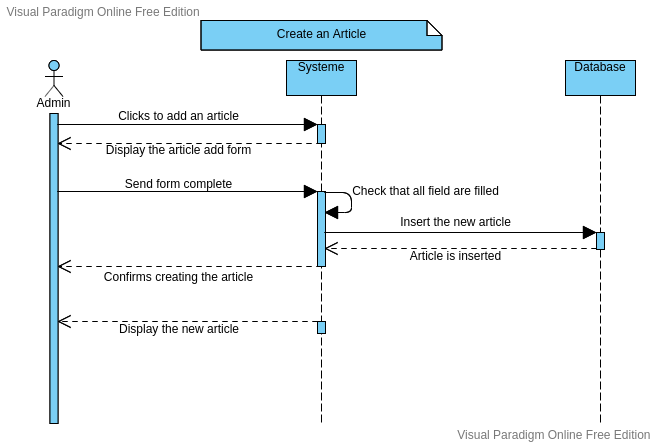 Visual Paradigm Online Free Edition
Create an Article
Systeme
Database
Admin
Clicks to add an article
Display the article add form
Send form complete
Check that all field are filled
Insert the new article
Article is inserted
Confirms creating the article
Display the new article
Visual Paradigm Online Free Edition